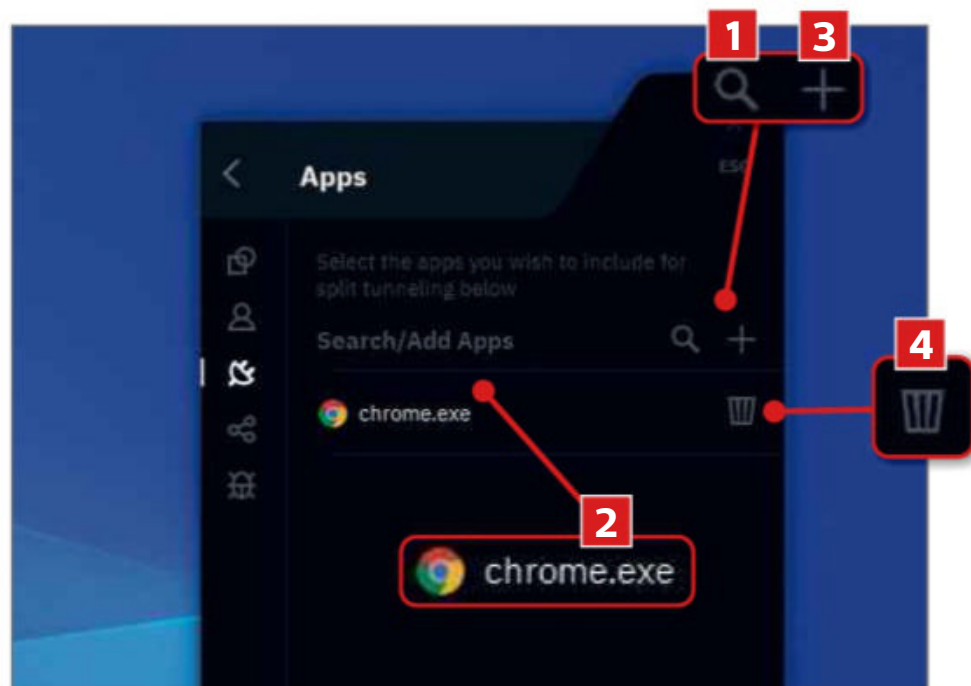 1 3
Apps
ESC
Select the apps you wish to include for
split tunneling below
Search/Add Apps
4
chrome.exe
2
chrome.exe